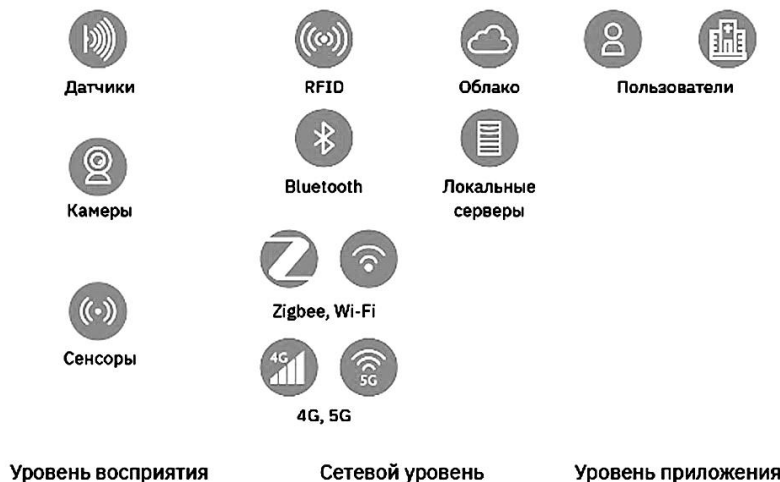 Датчики
RFID
Облако
Пользователи
Камеры
Bluetooth
Локальные
серверы
Zigbee, Wi-Fi
Сенсоры
4G
5G
4G, 5G
Уровень восприятия
Сетевой уровень
Уровень приложения